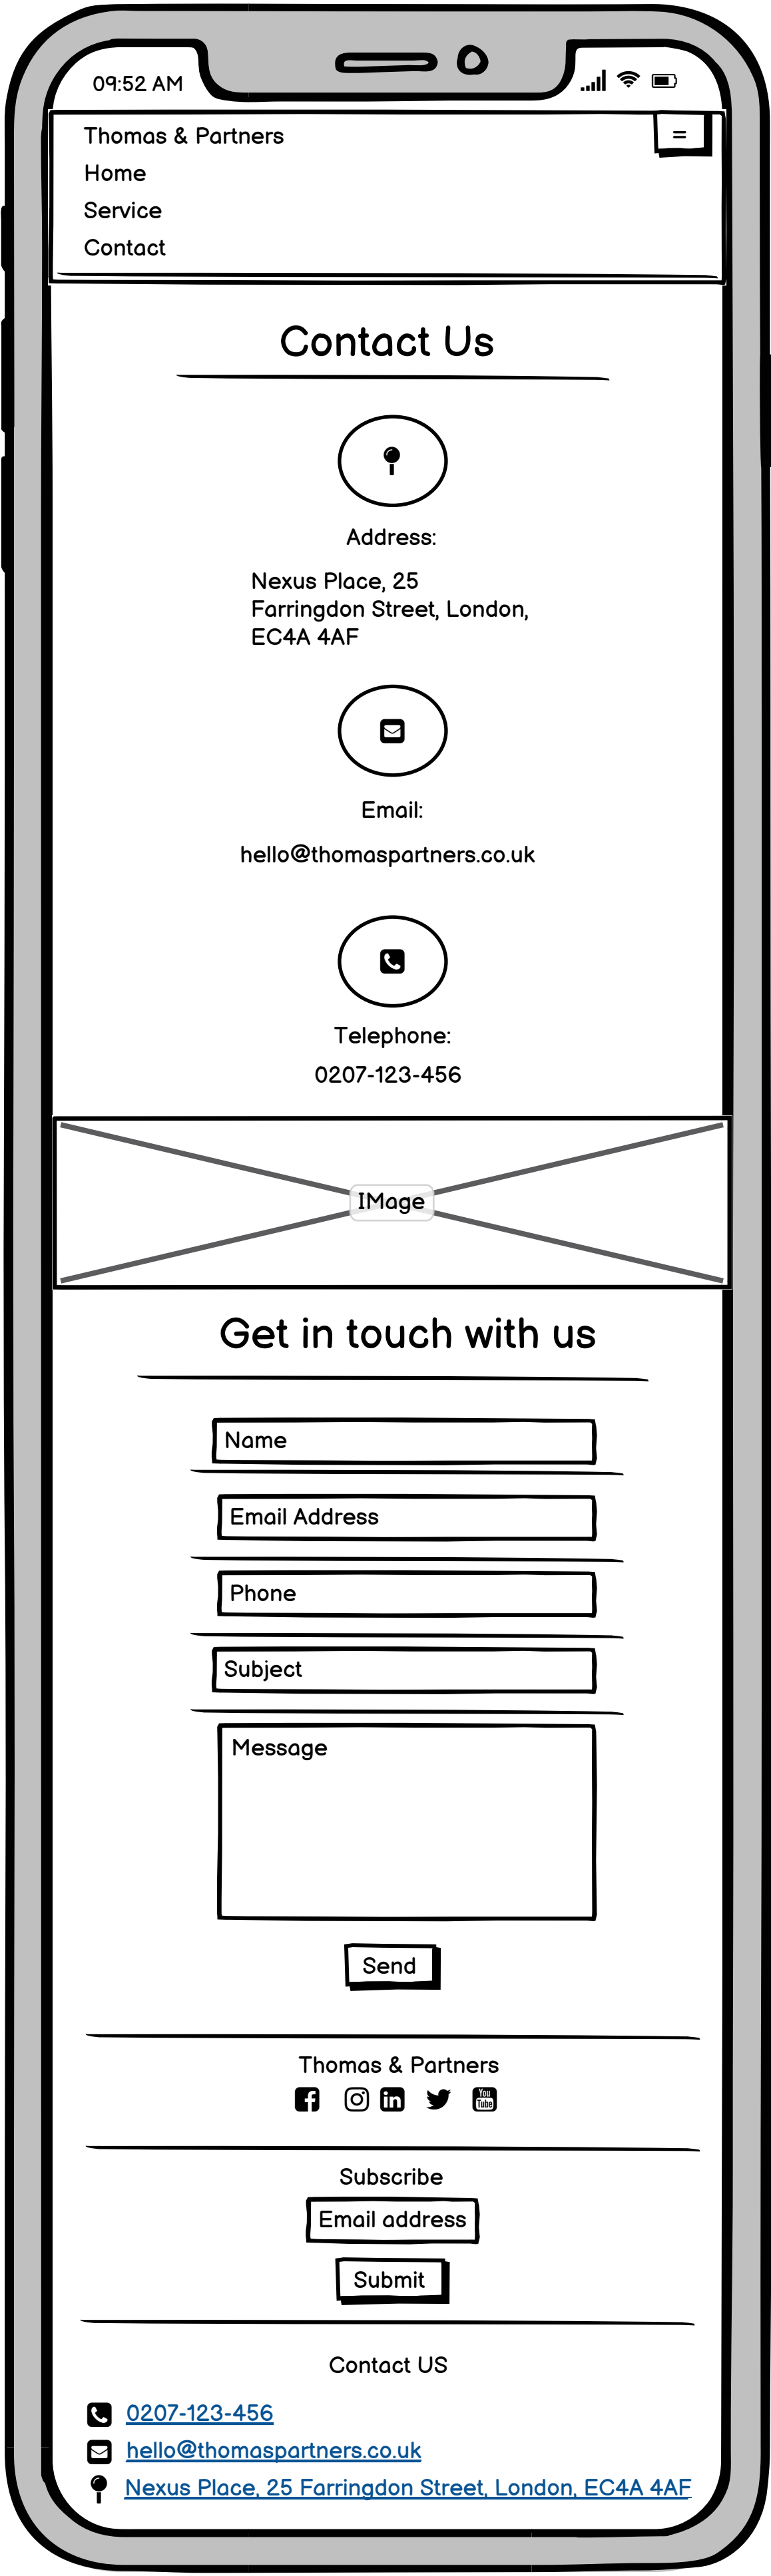 09:52 AM
Thomas & Partners
=
Home
Service
Contact
Contact Us
Address:
Nexus Place, 25
Farringdon Street, London,
EC4A 4AF
Email:
hello@thomaspartners.co.uk
Telephone:
0207-123-456
IMage
Get in touch with us
Name
Email Address
Phone
Subject
Message
Send
Thomas & Partners
in
You
Tube
Subscribe
Email address
Submit
Contact US
0207-123-456
hello@thomaspartners.co.uk
Nexus Place, 25 Farringdon Street, London, EC4A 4AF